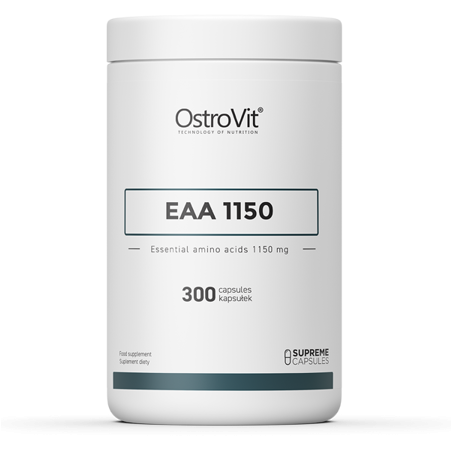 OstroVit®
TECHNOLOGY OF NUTRITION
EAA 1150
Essential amino acids 1150 mg
300 capsules
kapsułek
Food supplement
Suplement diety
SUPREME
CAPSULES